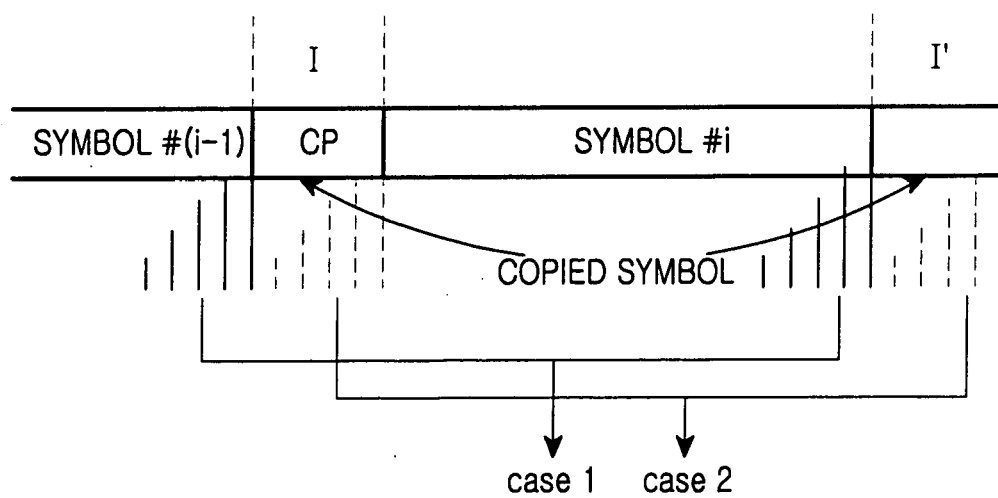 I
I'
SYMBOL #(i-1)
CP
SYMBOL #i
COPIED SYMBOL
case 1
case 2